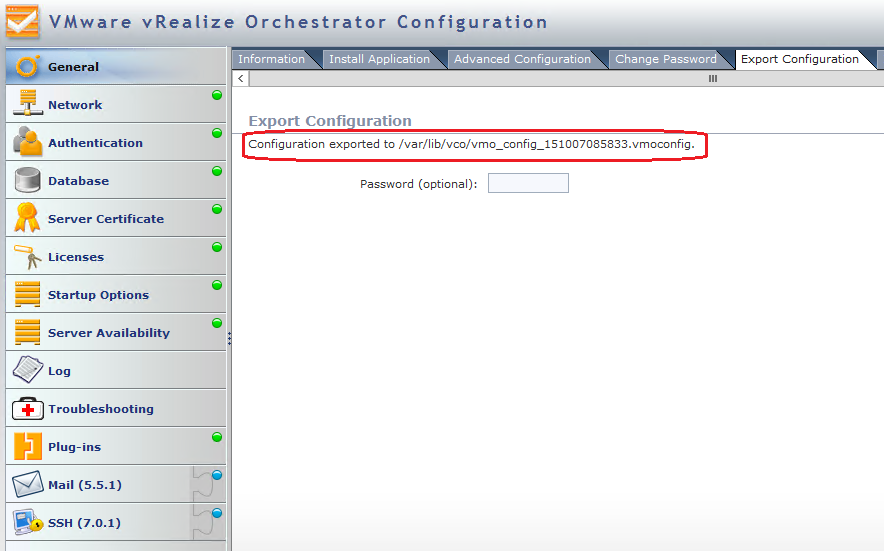 VMware vRealize Orchestrator Configuration
General
Network
Authentication
Database
Server Certificate
Licenses
Startup Options
Server Availability
Log
Troubleshooting
Plug-ins
Mail (5.5.1)
SSH (7.0.1)
Information Install Application Advanced Configuration Change Password Export Configuration
Export Configuration
Configuration exported to /var/lib/vco/vmo_config_151007085833.vmoconfig.
Password (optional):